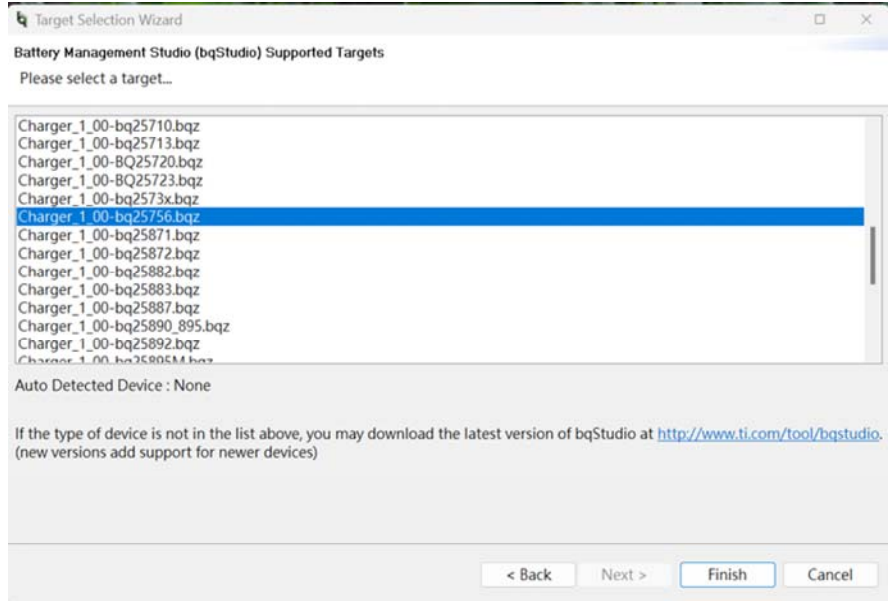 Target Selection Wizard
Battery Management Studio (bqStudio) Supported Targets
Please select a target...
Charger_1_00-bq25710.bqz
Charger_1_00-bq25713.bqz
Charger_1_00-BQ25720.bqz
Charger_1_00-BQ25723.bqz
Charger_1_00-bq2573x.bqz
Charger_1_00-bq25756.bqz
Charger_1_00-bq25871.bqz
Charger_1_00-bq25872.bqz
Charger_1_00-bq25882.bqz
Charger_1_00-bq25883.bqz
Charger_1_00-bq25887.bqz
Charger_1_00-bq25890_895.bqz
Charger_1_00-bq25892.bqz
Charger_1_00-bq25895M.bqz
Auto Detected Device : None
If the type of device is not in the list above, you may download the latest version of bqStudio at http://www.ti.com/tool/bqstudio.
(new versions add support for newer devices)
< Back Next > Finish Cancel